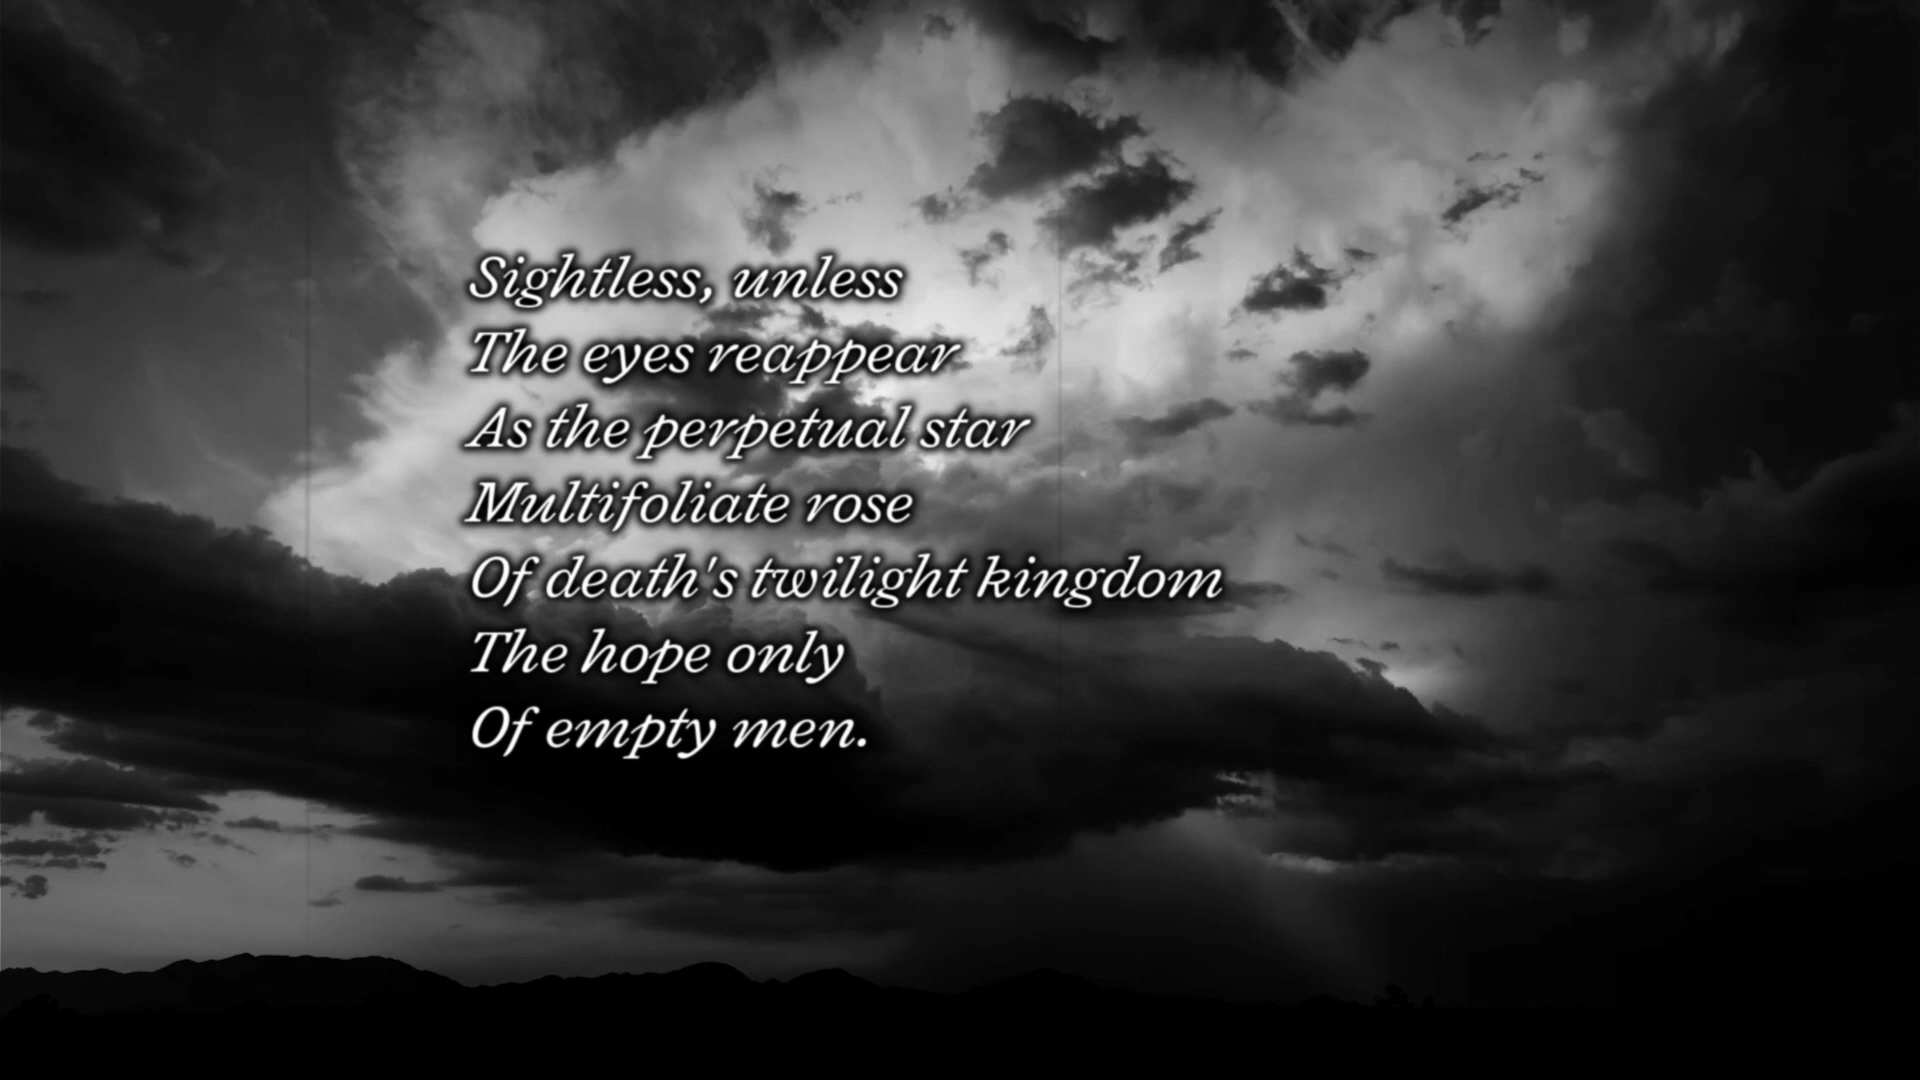 Sightless, unless
The eyes reappear
As the perpetual star
Multifoliate rose
Of death's twilight kingdom
The hope only
Of empty men.